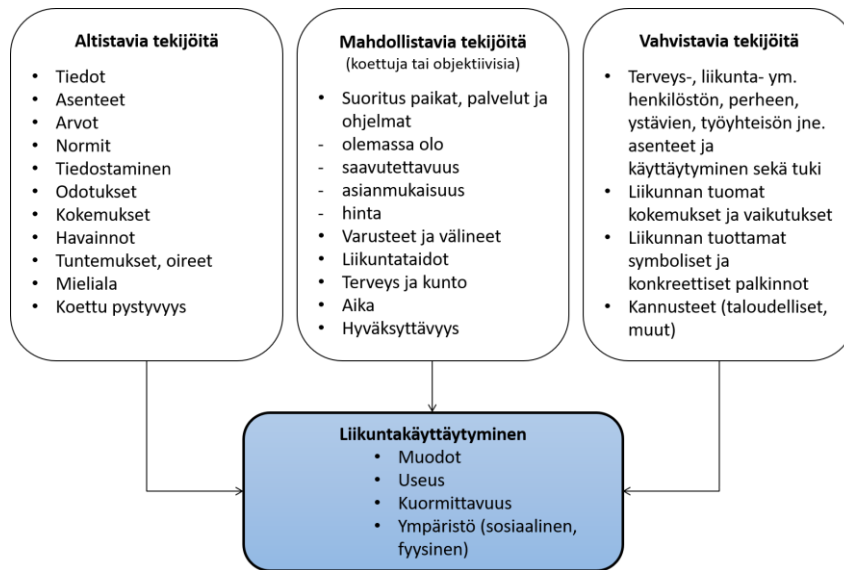 Altistavia tekijöitä
• Tiedot
• Asenteet
• Arvot
• Normit
• Tiedostaminen
• Odotukset
• Kokemukset
• Havainnot
• Tuntemukset, oireet
• Mieliala
• Koettu pystyvyys
Mahdollistavia tekijöitä
(koettuja tai objektiivisia)
• Suoritus paikat, palvelut ja
ohjelmat
- olemassa olo
- saavutettavuus
- asianmukaisuus
- hinta
• Varusteet ja välineet
• Liikuntataidot
• Terveys ja kunto
• Aika
• Hyväksyttävyys
Vahvistavia tekijöitä
• Terveys-, liikunta- ym.
henkilöstön, perheen,
ystävien, työyhteisön jne.
asenteet ja
käyttäytyminen sekä tuki
• Liikunnan tuomat
kokemukset ja vaikutukset
• Liikunnan tuottamat
symboliset ja
konkreettiset palkinnot
• Kannusteet (taloudelliset,
muut)
Liikuntakäyttäytyminen
• Muodot
• Useus
• Kuormittavuus
• Ympäristö (sosiaalinen,
fyysinen)